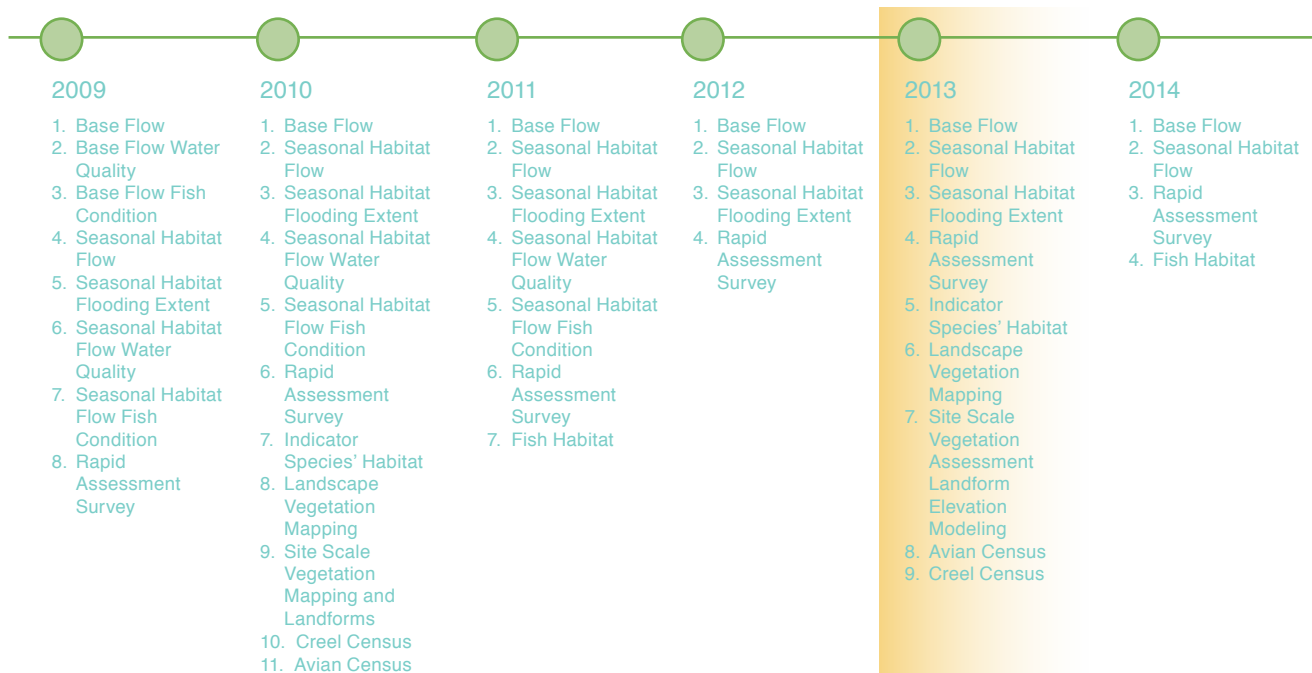 2009
1. Base Flow
2. Base Flow Water
Quality
3. Base Flow Fish
Condition
4. Seasonal Habitat
Flow
5. Seasonal Habitat
Flooding Extent
6. Seasonal Habitat
Flow Water
Quality
7. Seasonal Habitat
Flow Fish
Condition
8. Rapid
Assessment
Survey
2010
1. Base Flow
2. Seasonal Habitat
Flow
3. Seasonal Habitat
Flooding Extent
4. Seasonal Habitat
Flow Water
Quality
5. Seasonal Habitat
Flow Fish
Condition
6. Rapid
Assessment
Survey
7. Indicator
Species’ Habitat
8. Landscape
Vegetation
Mapping
9. Site Scale
Vegetation
Mapping and
Landforms
10. Creel Census
11. Avian Census
2011
1. Base Flow
2. Seasonal Habitat
Flow
3. Seasonal Habitat
Flooding Extent
4. Seasonal Habitat
Flow Water
Quality
5. Seasonal Habitat
Flow Fish
Condition
6. Rapid
Assessment
Survey
7. Fish Habitat
2012
1. Base Flow
2. Seasonal Habitat
Flow
3. Seasonal Habitat
Flooding Extent
4. Rapid
Assessment
Survey
2013
1. Base Flow
2. Seasonal Habitat
Flow
3. Seasonal Habitat
Flooding Extent
4. Rapid
Assessment
Survey
5. Indicator
Species’ Habitat
6. Landscape
Vegetation
Mapping
7. Site Scale
Vegetation
Assessment
Landform
Elevation
Modeling
8. Avian Census
9. Creel Census
2014
1. Base Flow
2. Seasonal Habitat
Flow
3. Rapid
Assessment
Survey
4. Fish Habitat